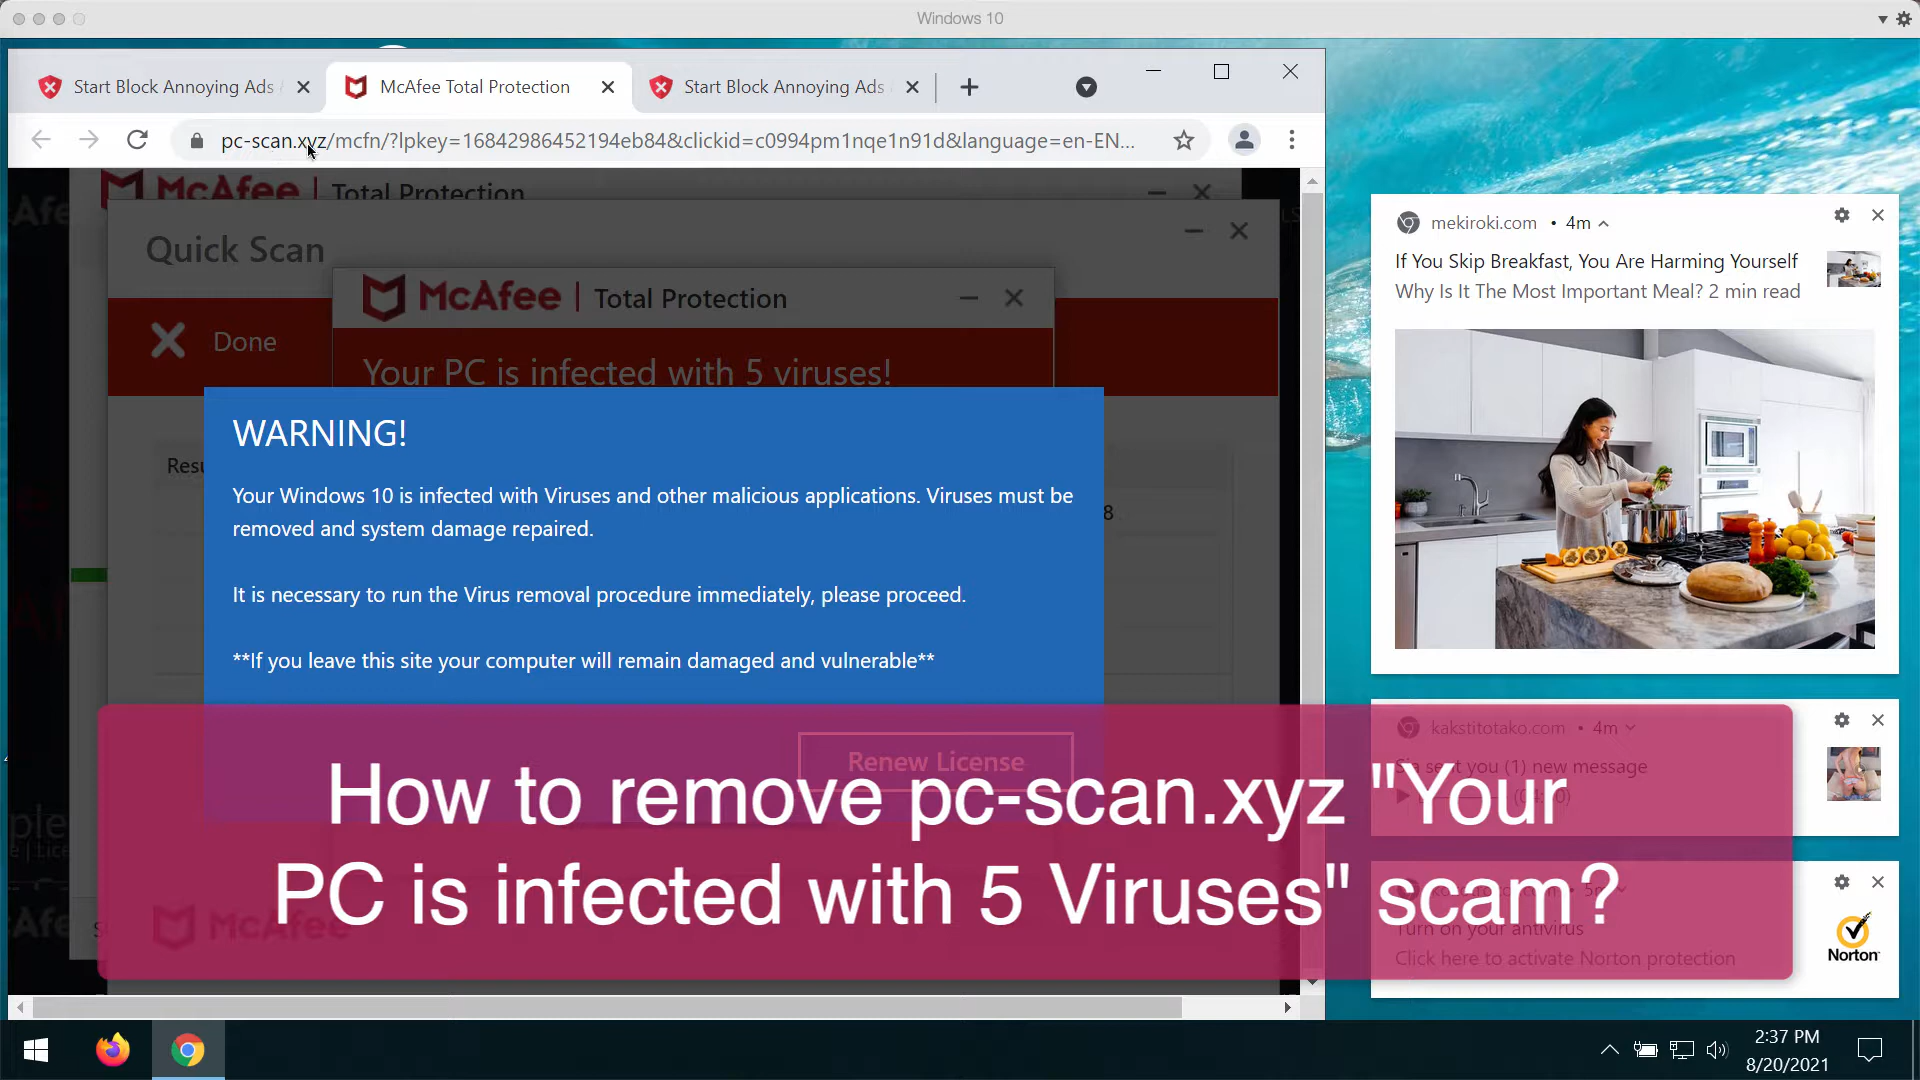 Windows 10
Start Block Annoying Ads
McAfee Total Protection
Start Block Annoying Ads
pc-scan.xyz/mcfn/?lpkey=16842986452194eb84&clickid=c0994pm1nqe1n91d&language=en-EN...
McAfee | Total Protection
Quick Scan
McAfee | Total Protection
Done
Your PC is infected with 5 viruses!
WARNING!
Your Windows 10 is infected with Viruses and other malicious applications. Viruses must be
removed and system damage repaired.
It is necessary to run the Virus removal procedure immediately, please proceed.
**If you leave this site your computer will remain damaged and vulnerable**
Renew License
McAfee
How to remove pc-scan.xyz "Your
PC is infected with 5 Viruses" scam?
mekiroki.com • 4m
If You Skip Breakfast, You Are Harming Yourself
Why Is It The Most Important Meal? 2 min read
kakstitotako.com • 4m
Sia sent you (1) new message
5m
Turn on your antivirus
Click here to activate Norton protection
Norton
2:37 PM
8/20/2021